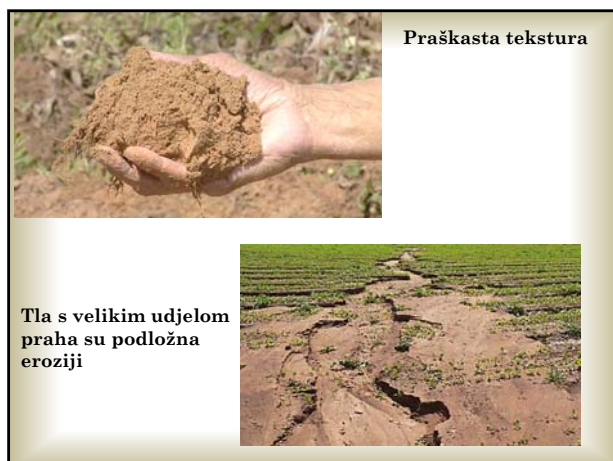 Praškasta tekstura
Tla s velikim udjelom
praha su podložna
eroziji